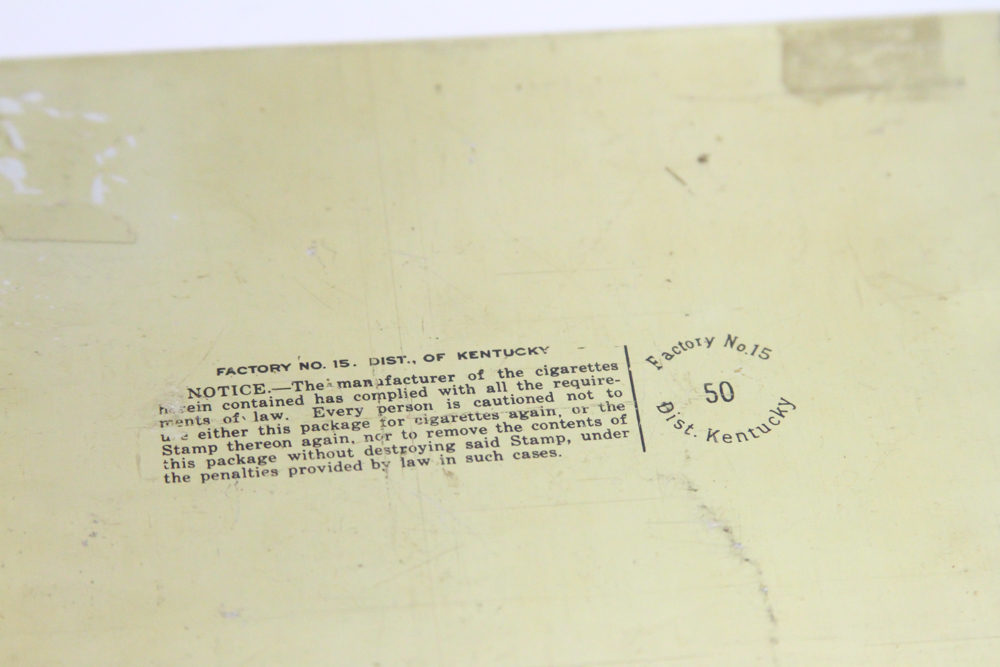 FACTORY NO. 15. DIST., OF KENTUCKY
NOTICE.—The manufacturer of the cigarettes
herein contained has complied with all the require-
ments of law. Every person is cautioned not to
use either this package for cigarettes again, or the
Stamp thereon again, nor to remove the contents of
this package without destroying said Stamp, under
the penalties provided by law in such cases.
Factory No.15
50
Dist. Kentucky